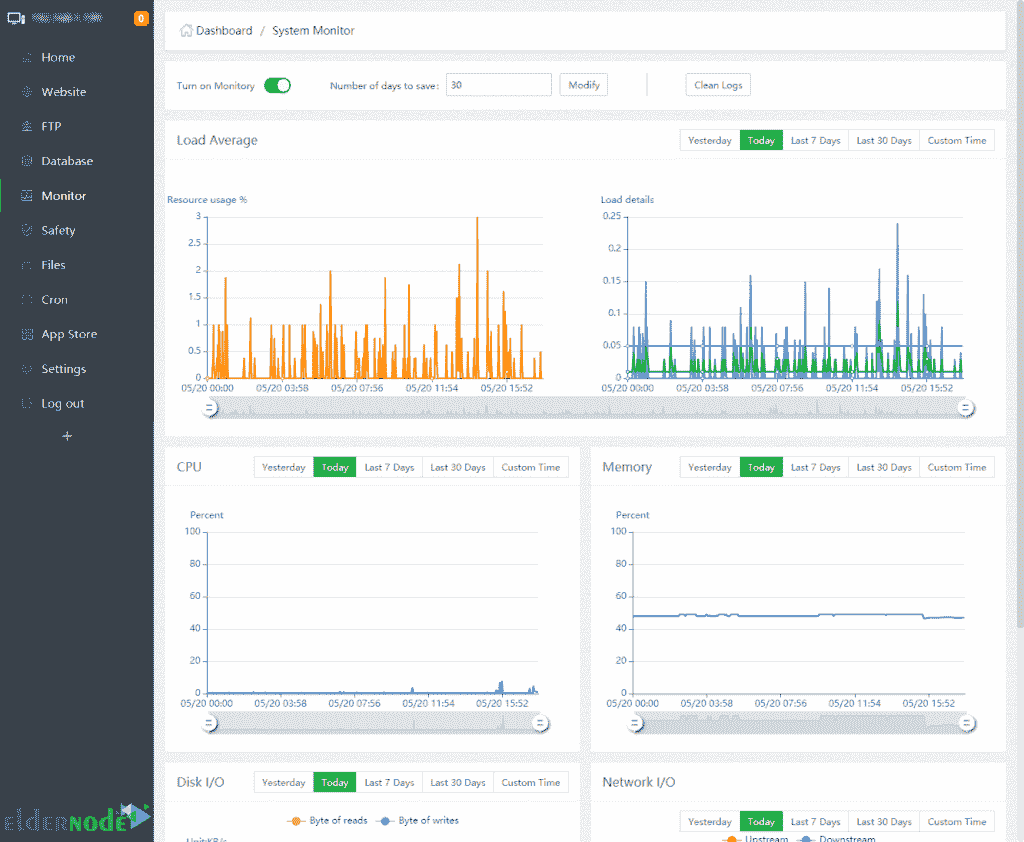 0
Home
Website
FTP
Database
Monitor
Safety
Files
Cron
App Store
Settings
Log out
+
elderNODE
Dashboard / System Monitor
Turn on Monitory Number of days to save: 30 Modify Clean Logs
Load Average Yesterday Today Last 7 Days Last 30 Days Custom Time
Resource usage % Load details
3 0.25
2.5
2 0.15
1.5
1 0.1
0.5 0.05
0 0
05/20 00:00 05/20 03:58 05/20 07:56 05/20 11:54 05/20 15:52 05/20 00:00 05/20 03:58 05/20 07:56 05/20 11:54 05/20 15:52
CPU Yesterday Today Last 7 Days Last 30 Days Custom Time
Percent
100
80
60
40
20
0
05/20 00:00 05/20 03:58 05/20 07:56 05/20 11:54 05/20 15:52
Memory Yesterday Today Last 7 Days Last 30 Days Custom Time
Percent
100
80
60
40
20
0
05/20 00:00 05/20 03:58 05/20 07:56 05/20 11:54 05/20 15:52
Disk I/O Yesterday Today Last 7 Days Last 30 Days Custom Time
Byte of reads Byte of writes
Network I/O
Yesterday Today Last 7 Days Last 30 Days Custom Time
Upstream Downstream